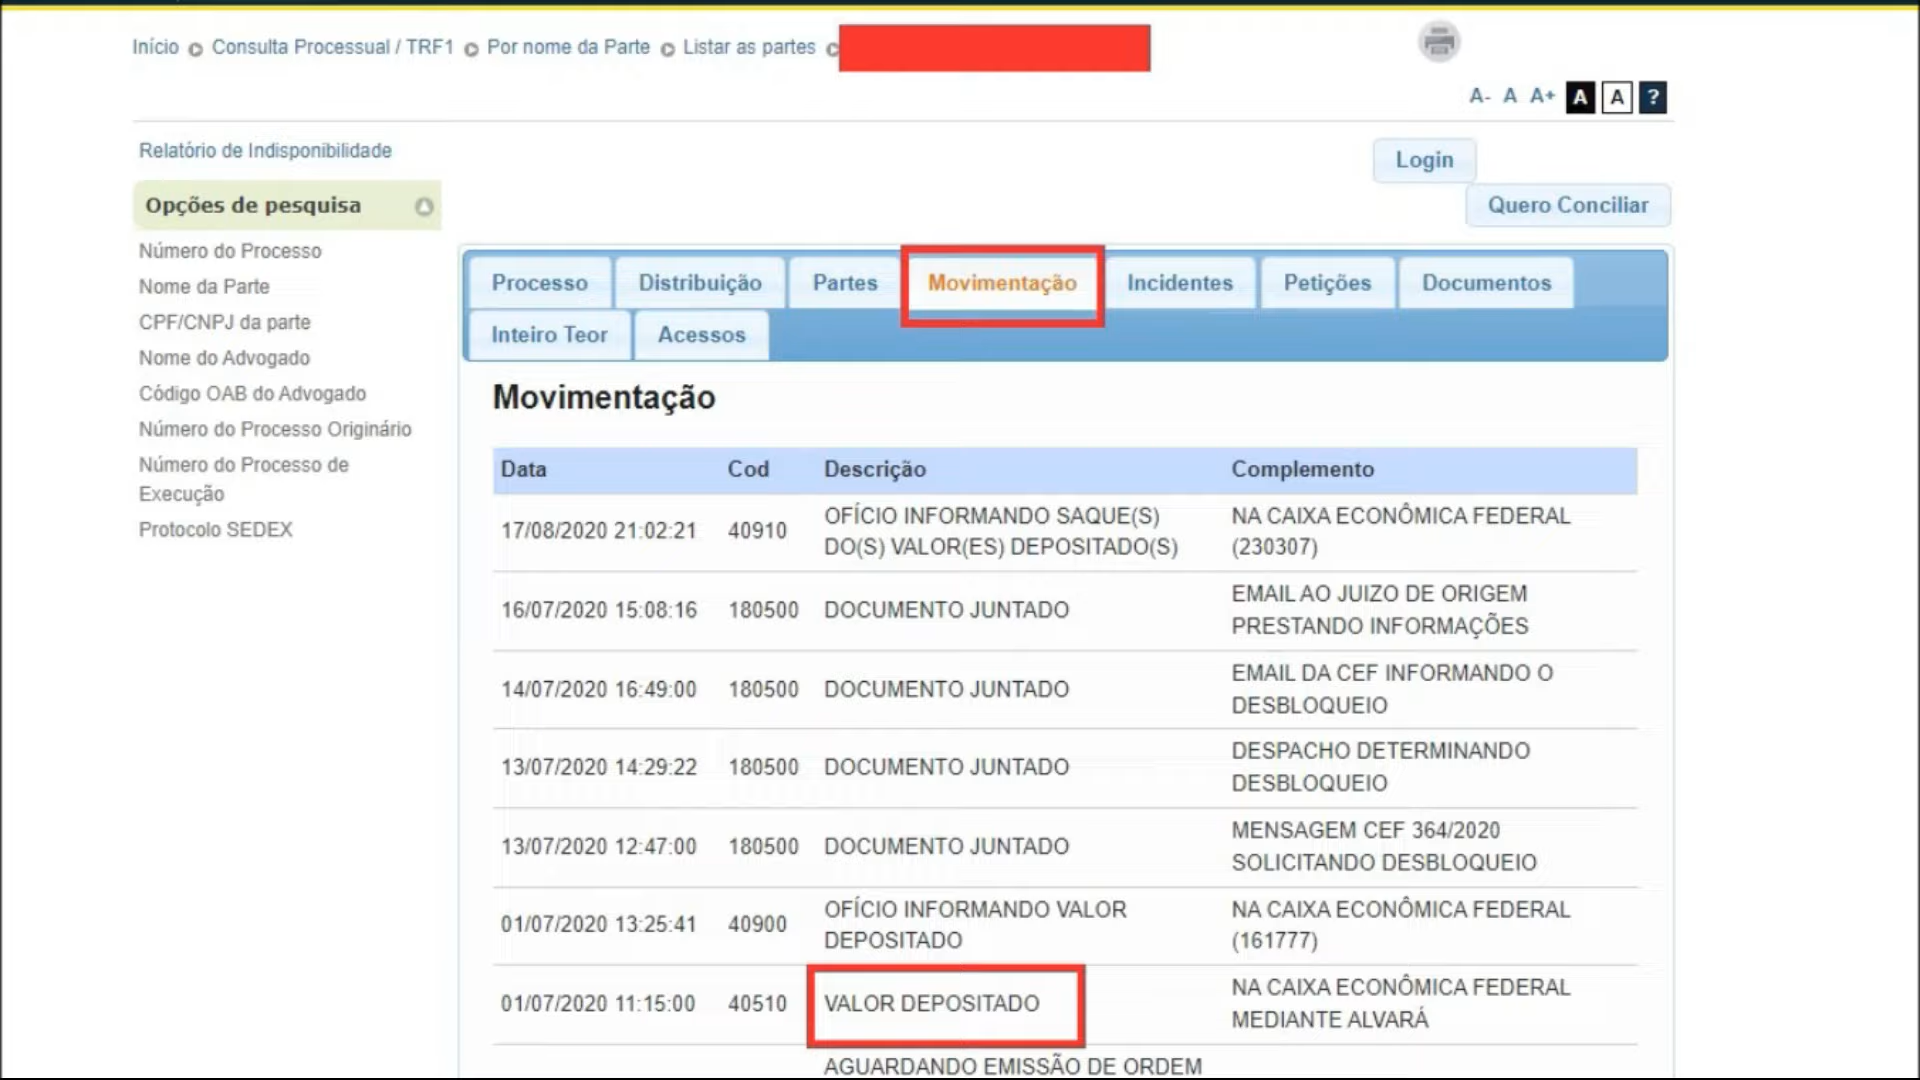 Início Consulta Processual / TRF1 Por nome da Parte Listar as partes
A- A A+ A A ?
Relatório de Indisponibilidade
Login
Quero Conciliar
Opções de pesquisa
Número do Processo
Nome da Parte
CPF/CNPJ da parte
Nome do Advogado
Código OAB do Advogado
Número do Processo Originário
Número do Processo de
Execução
Protocolo SEDEX
Processo Distribuição Partes Movimentação Incidentes Petições Documentos
Inteiro Teor Acessos
Movimentação
Data Cod Descrição Complemento
17/08/2020 21:02:21 40910 OFÍCIO INFORMANDO SAQUE(S) NA CAIXA ECONÔMICA FEDERAL
DO(S) VALOR(ES) DEPOSITADO(S) (230307)
16/07/2020 15:08:16 180500 DOCUMENTO JUNTADO EMAIL AO JUIZO DE ORIGEM
PRESTANDO INFORMAÇÕES
14/07/2020 16:49:00 180500 DOCUMENTO JUNTADO EMAIL DA CEF INFORMANDO O
DESBLOQUEIO
13/07/2020 14:29:22 180500 DOCUMENTO JUNTADO DESPACHO DETERMINANDO
DESBLOQUEIO
13/07/2020 12:47:00 180500 DOCUMENTO JUNTADO MENSAGEM CEF 364/2020
SOLICITANDO DESBLOQUEIO
01/07/2020 13:25:41 40900 OFÍCIO INFORMANDO VALOR NA CAIXA ECONÔMICA FEDERAL
DEPOSITADO (161777)
01/07/2020 11:15:00 40510 VALOR DEPOSITADO NA CAIXA ECONÔMICA FEDERAL
MEDIANTE ALVARÁ
AGUARDANDO EMISSÃO DE ORDEM